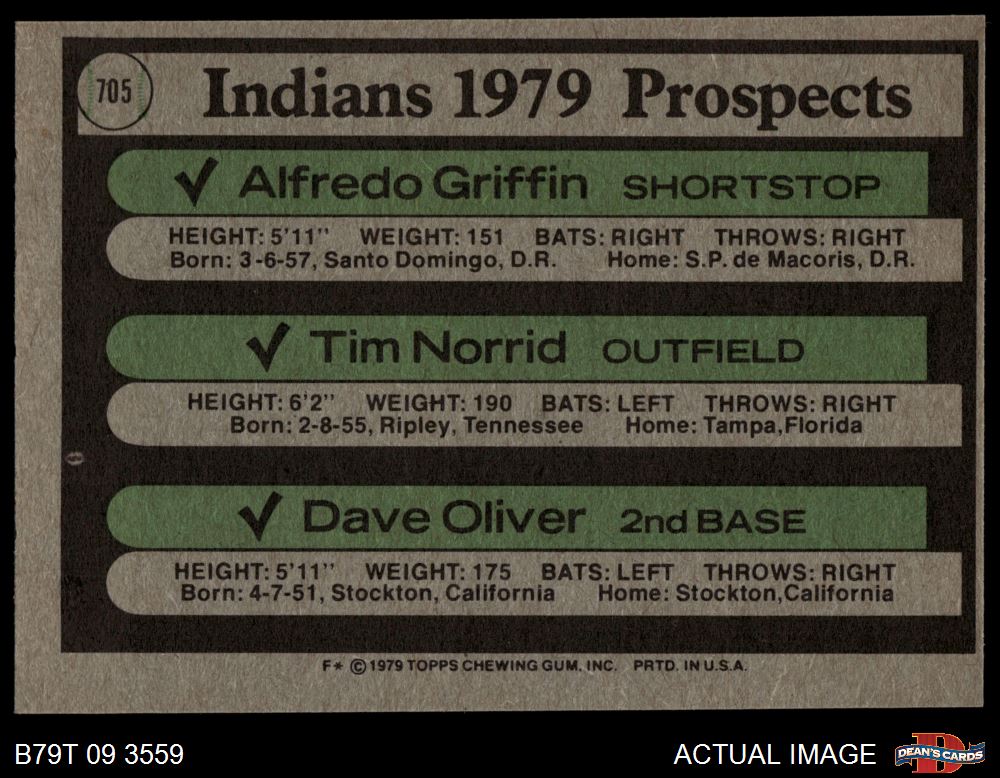 705
Indians 1979 Prospects
✓ Alfredo Griffin SHORTSTOP
HEIGHT: 5'11" WEIGHT: 151 BATS: RIGHT THROWS: RIGHT
Born: 3-6-57, Santo Domingo, D.R. Home: S.P. de Macoris, D.R.
✓ Tim Norrid OUTFIELD
HEIGHT: 6'2" WEIGHT: 190 BATS: LEFT THROWS: RIGHT
Born: 2-8-55, Ripley, Tennessee Home: Tampa,Florida
✓ Dave Oliver 2nd BASE
HEIGHT: 5'11" WEIGHT: 175 BATS: LEFT THROWS: RIGHT
Born: 4-7-51, Stockton, California Home: Stockton,California
F* © 1979 TOPPS CHEWING GUM, INC. PRTD. IN U.S.A.
B79T 09 3559
ACTUAL IMAGE
DEAN'S CARDS